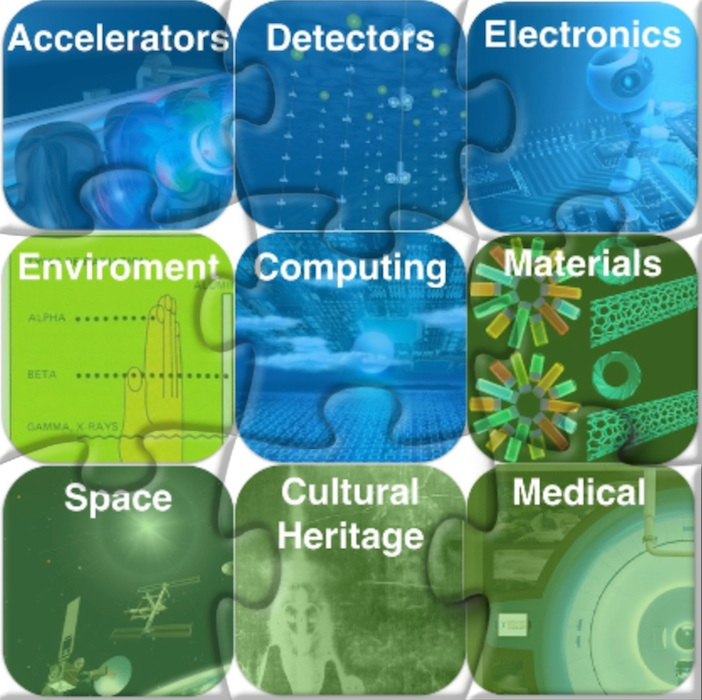 Accelerators
Detectors
Electronics
Enviroment
ALPHA
BETA
GAMMA, X-RAYS
Computing
Materials
Space
Cultural
Heritage
Medical